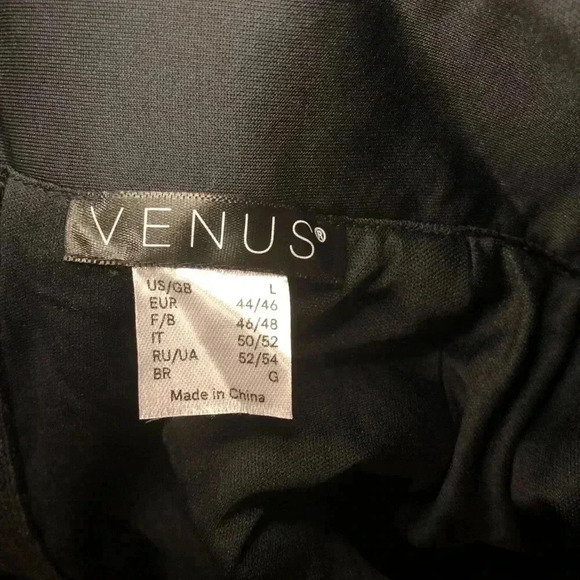 VENUS®
US/GB L
EUR 44/46
F/B 46/48
IT 50/52
RU/UA 52/54
BR G
Made in China